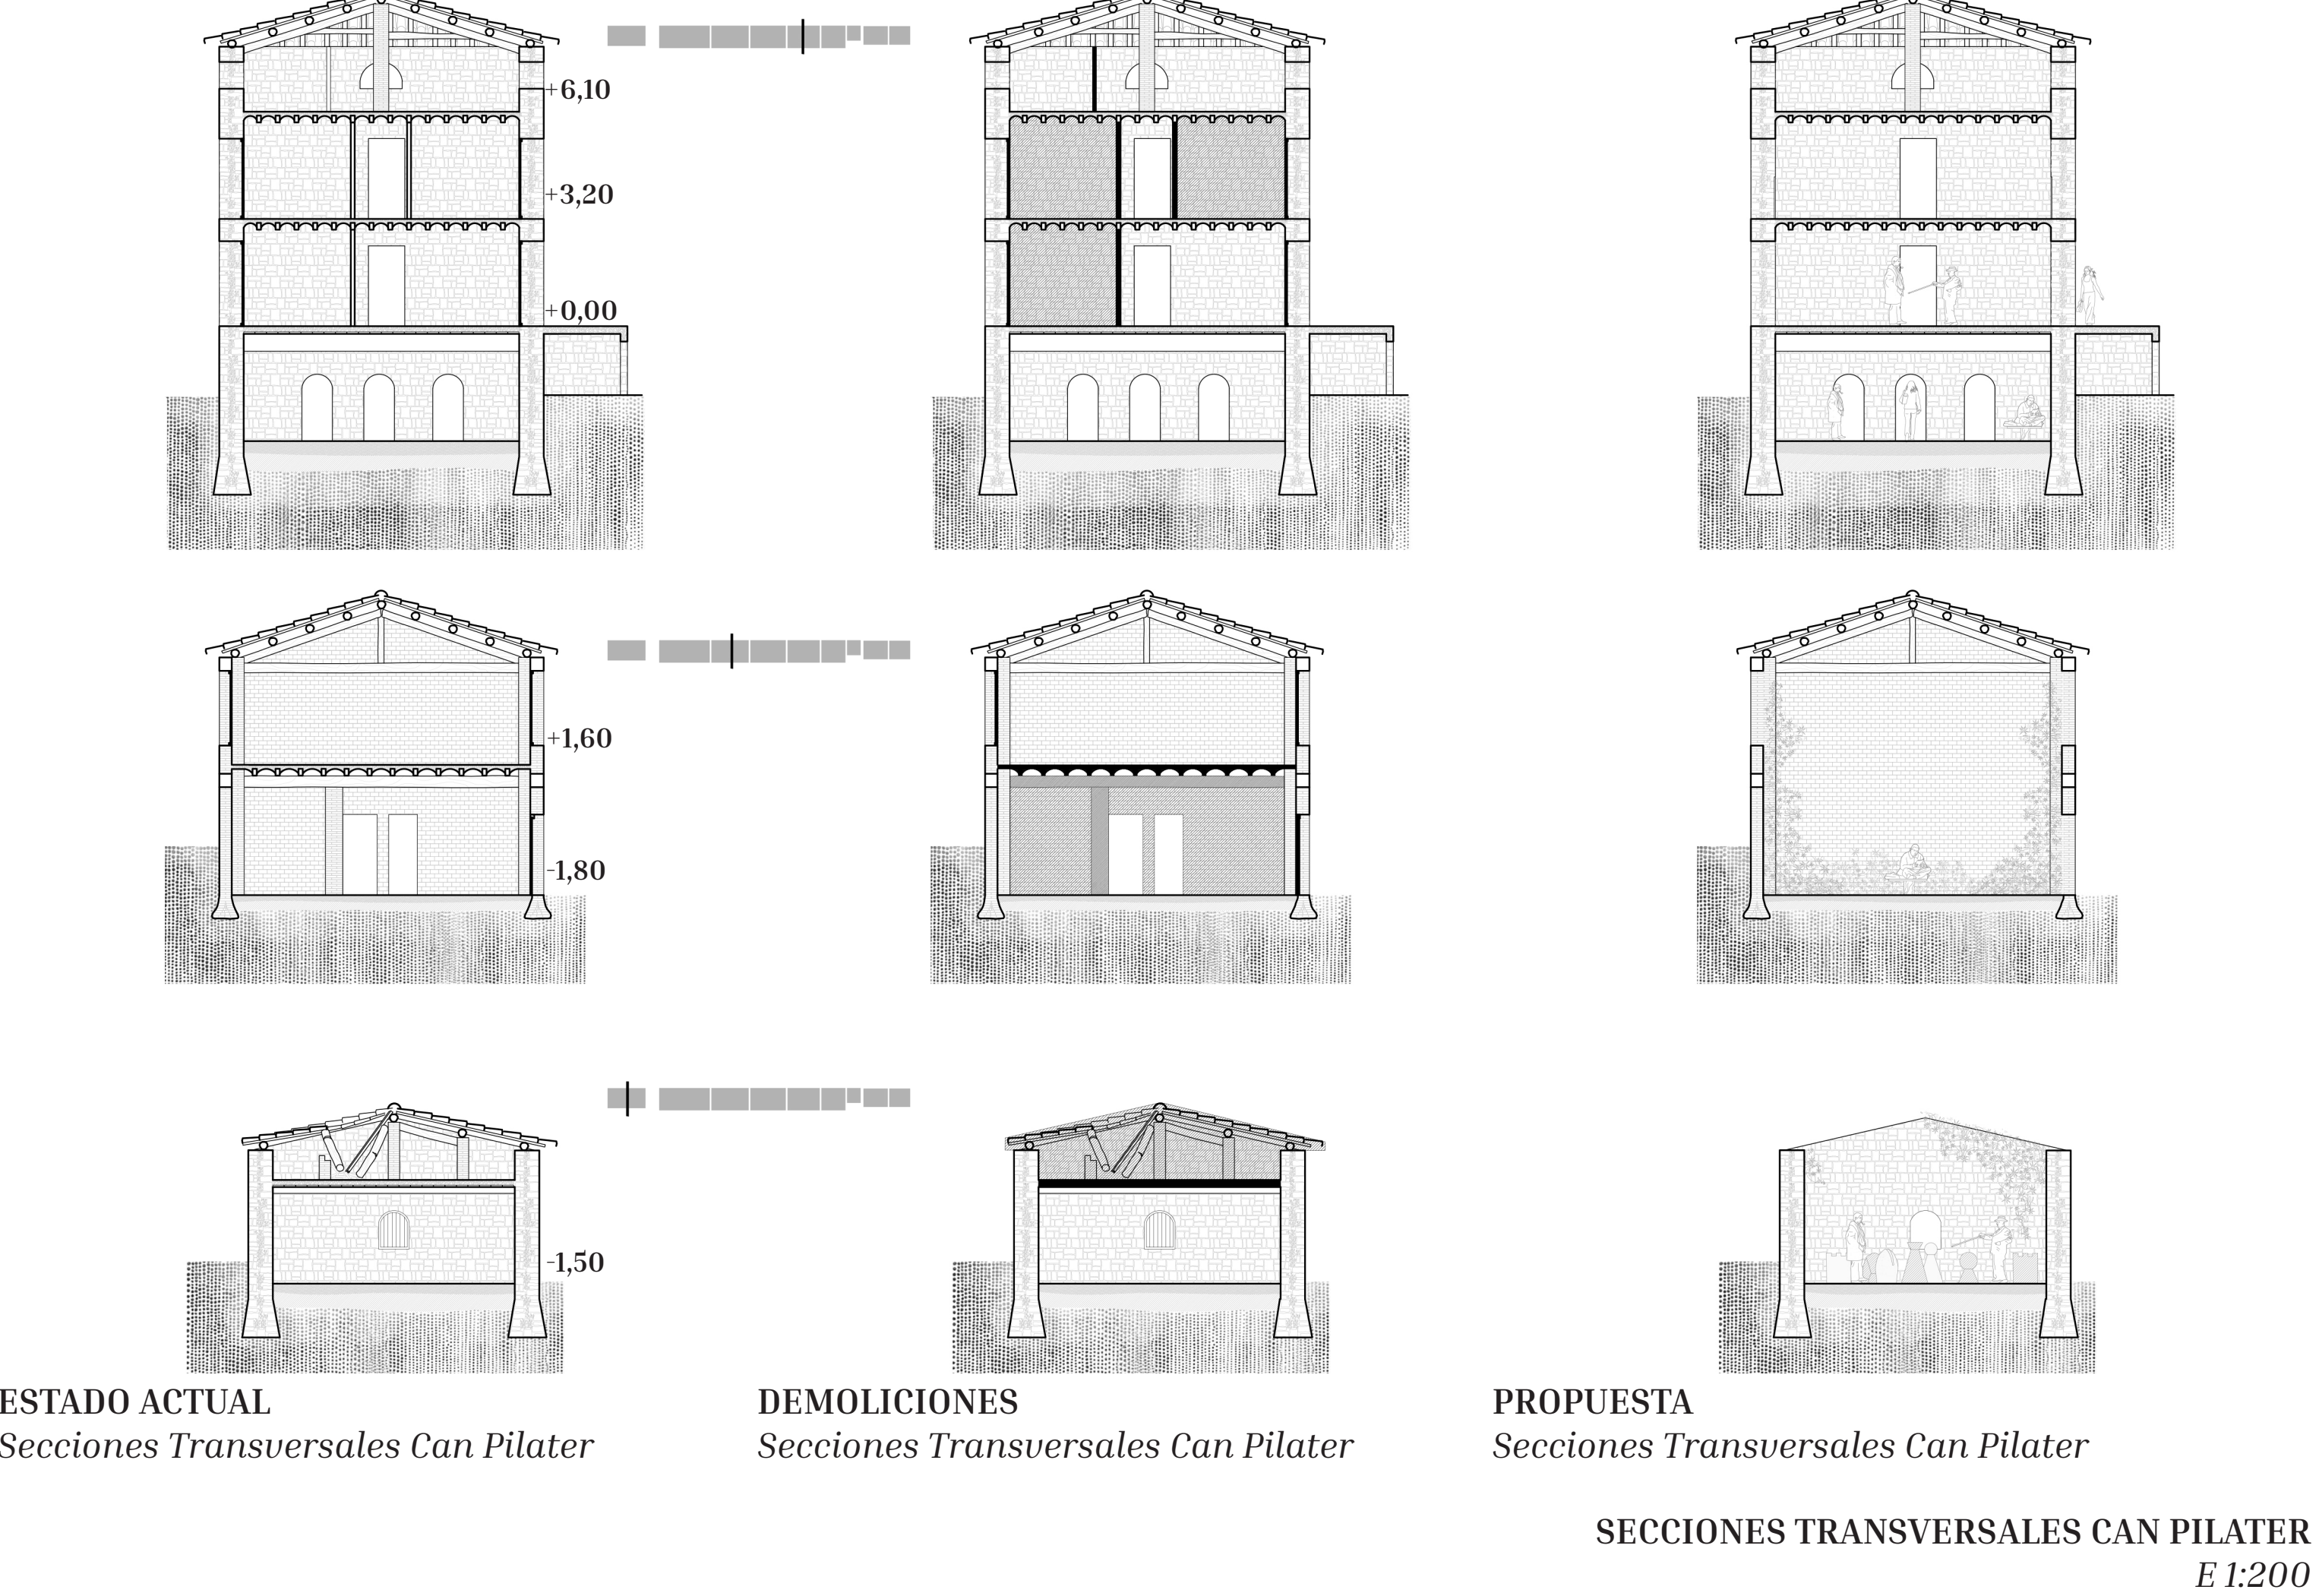 +6,10
+3,20
+0,00
+1,60
-1,80
-1,50
ESTADO ACTUAL
Secciones Transversales Can Pilater
DEMOLICIONES
Secciones Transversales Can Pilater
PROPUESTA
Secciones Transversales Can Pilater
SECCIONES TRANSVERSALES CAN PILATER
E 1:200